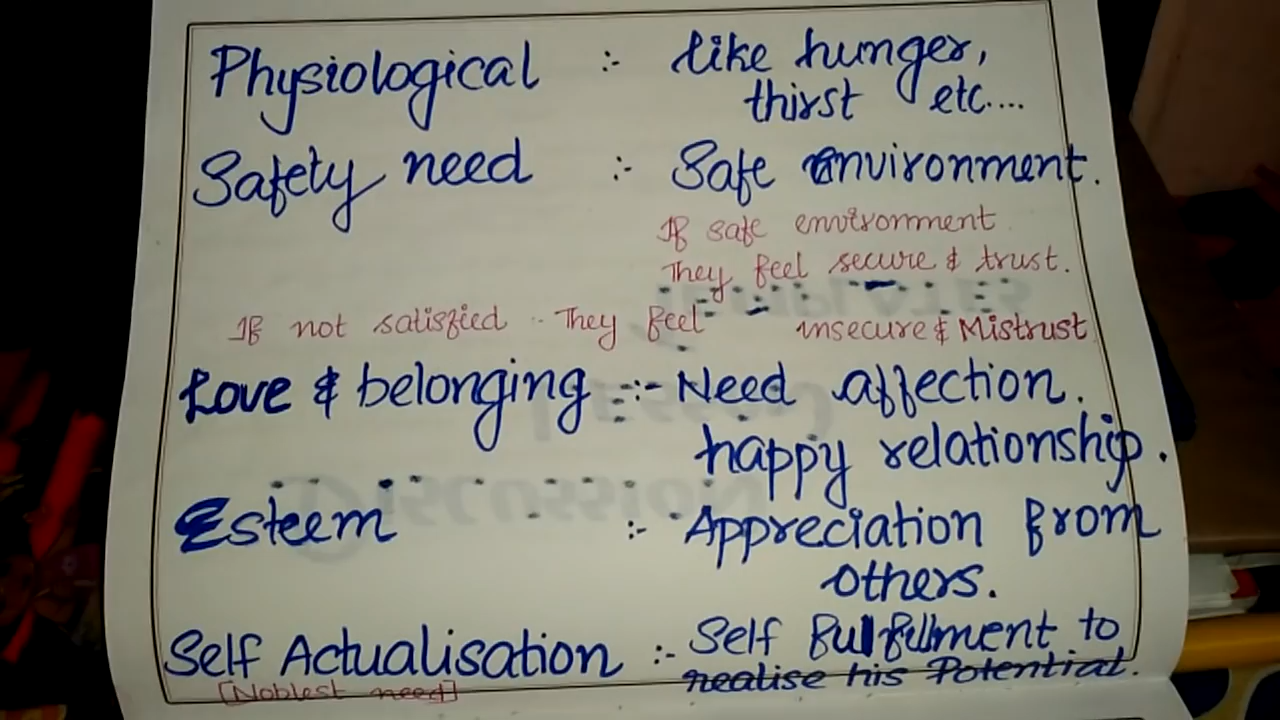 Physiological :- like hunger,
thirst etc....
Safety need :- Safe environment.
If safe environment
They feel secure & trust.
If not satisfied .. They feel insecure & Mistrust
Love & belonging :- Need affection.
happy relationship.
Esteem :- Appreciation from
others.
Self Actualisation :- Self fulfillment to
[Noblest need] realise his Potential.